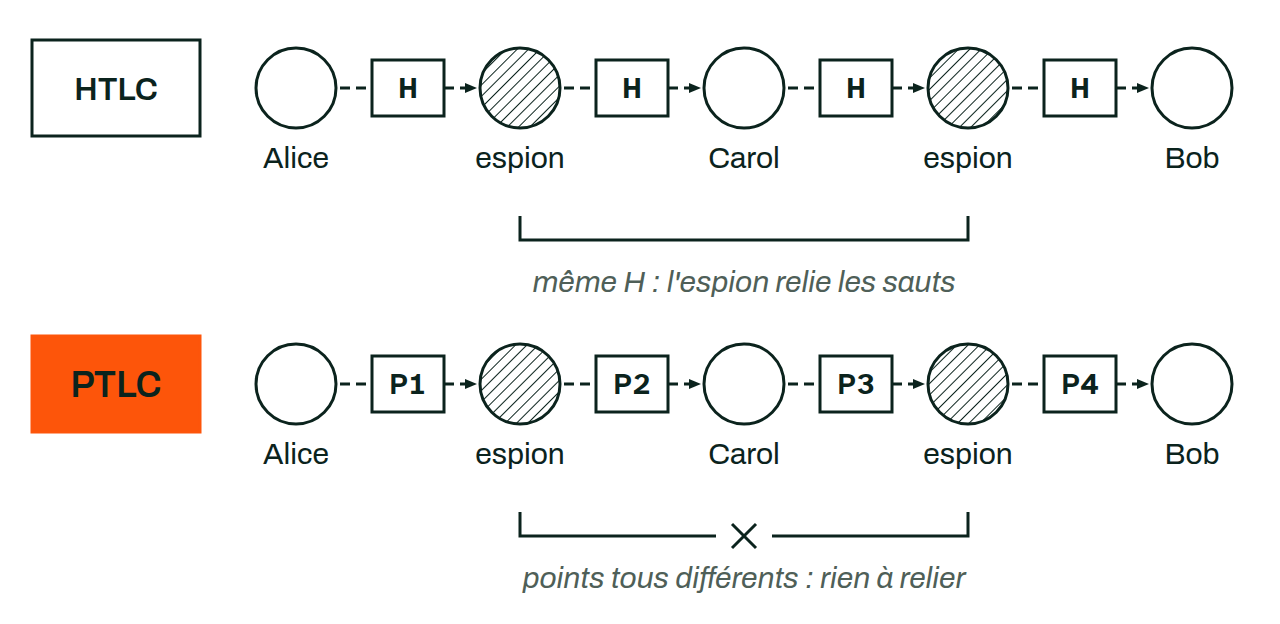 HTLC
H H H H
Alice espion Carol espion Bob
même H : l'espion relie les sauts
PTLC
P1 P2 P3 P4
Alice espion Carol espion Bob
points tous différents : rien à relier